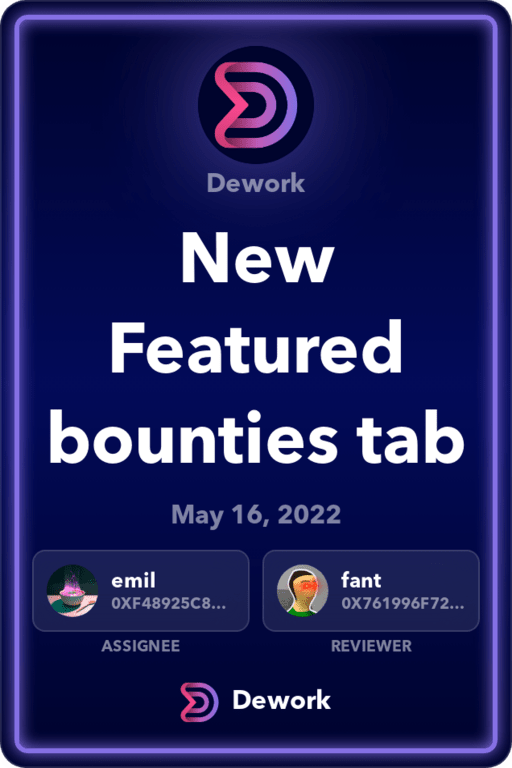 Dework
New
Featured
bounties tab
May 16, 2022
emil
0XF48925C8...
fant
0X761996F72...
ASSIGNEE
REVIEWER
Dework